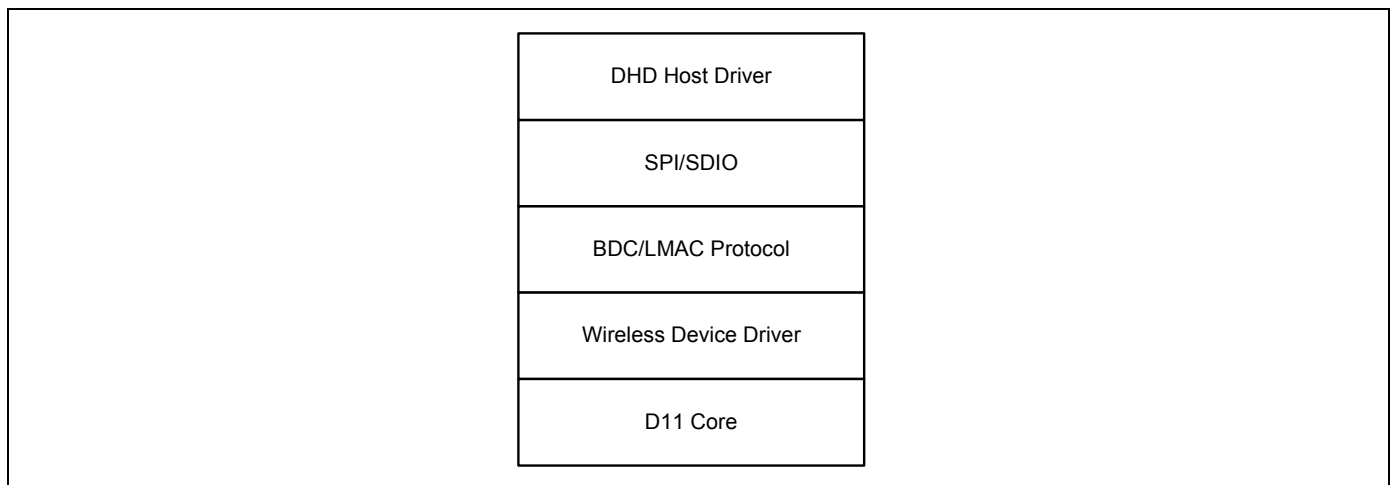 DHD Host Driver
SPI/SDIO
BDC/LMAC Protocol
Wireless Device Driver
D11 Core